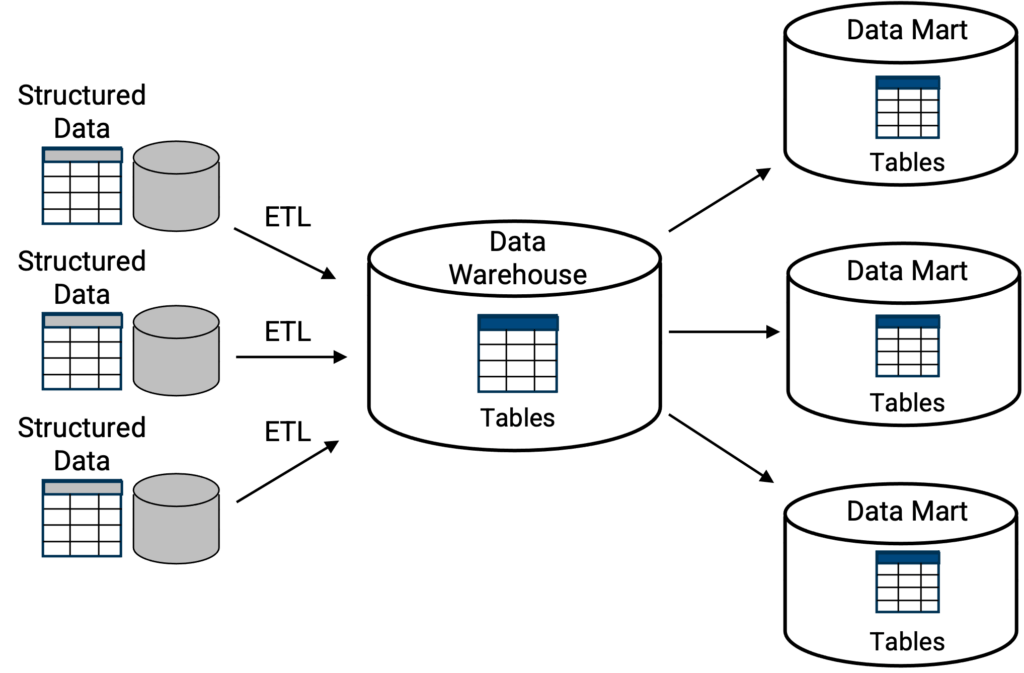 Structured
Data
ETL
Structured
Data
ETL
Structured
Data
ETL
Data
Warehouse
Tables
Data Mart
Tables
Data Mart
Tables
Data Mart
Tables